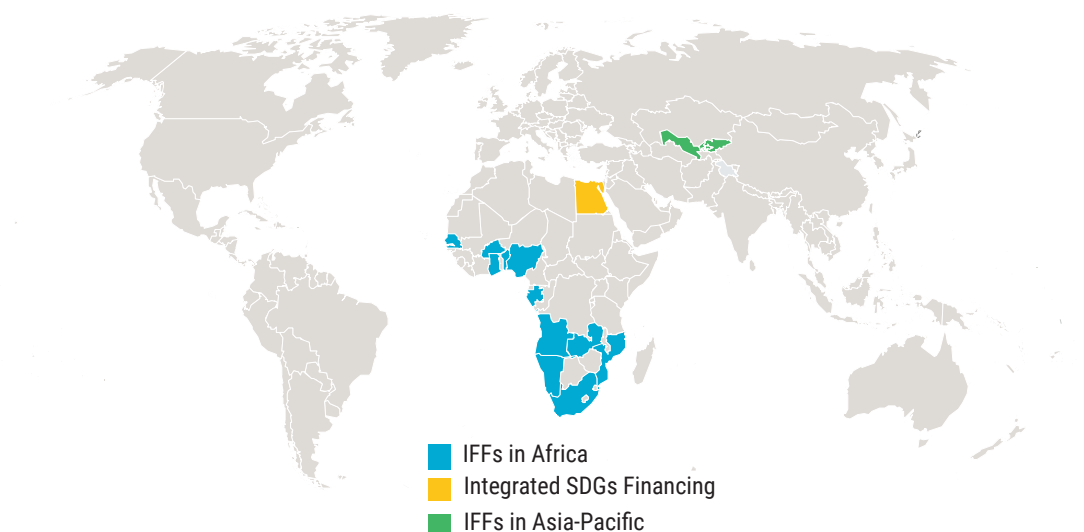 IFFs in Africa
Integrated SDGs Financing
IFFs in Asia-Pacific